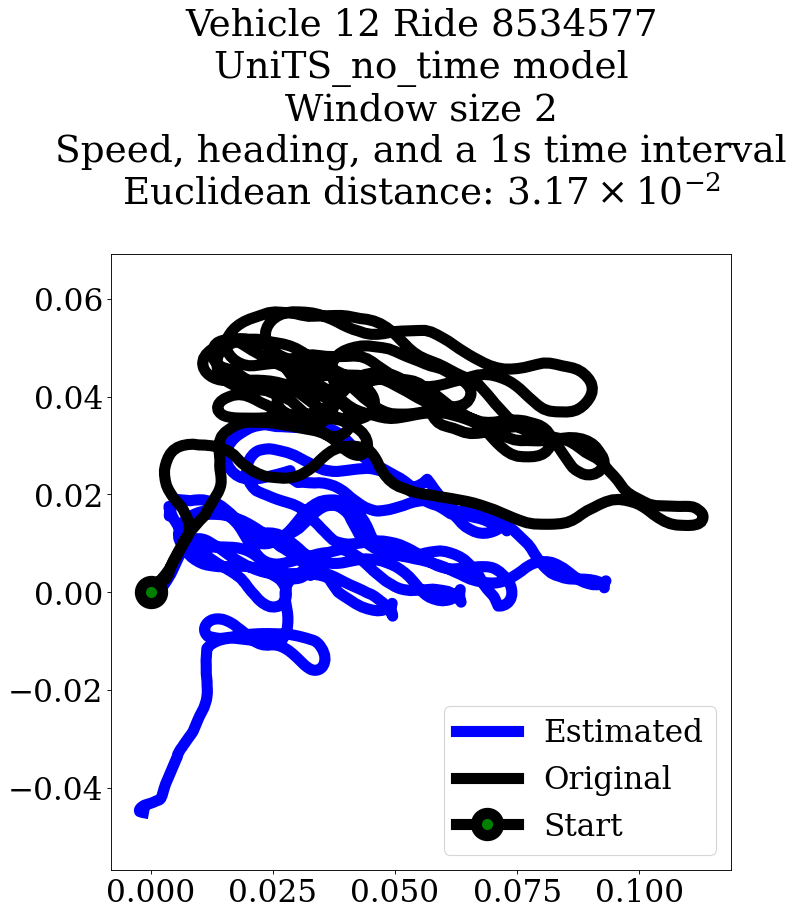 Vehicle 12 Ride 8534577
UniTS_no_time model
Window size 2
Speed, heading, and a 1s time interval
Euclidean distance: $3.17 \times 10^{-2}$
0.06
0.04
0.02
0.00
−0.02
−0.04
Estimated
Original
Start
0.000 0.025 0.050 0.075 0.100